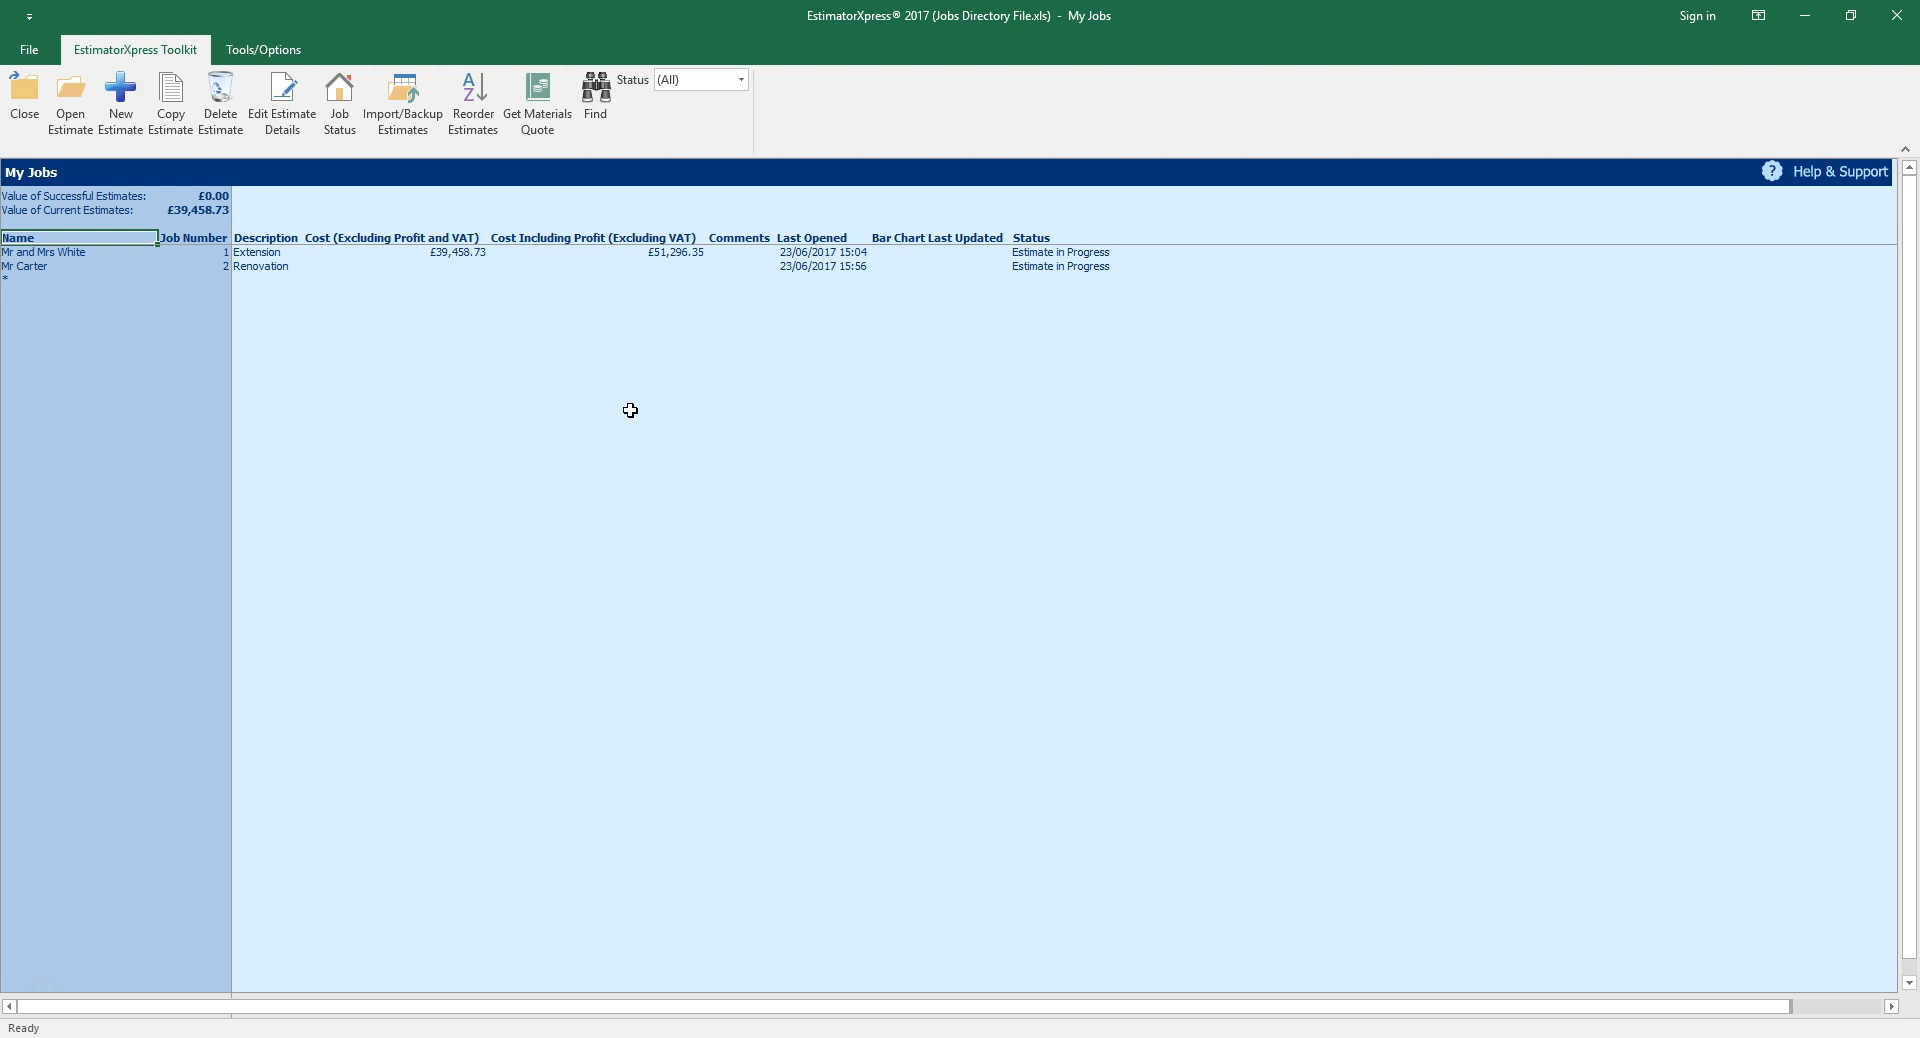 EstimatorXpress® 2017 (Jobs Directory File.xls) - My Jobs
Sign in
File
EstimatorXpress Toolkit
Tools/Options
Close
Open Estimate
New Estimate
Copy Estimate
Delete Estimate
Edit Estimate Details
Job Status
Import/Backup Estimates
Reorder Estimates
Get Materials Quote
Find
Status (All)
My Jobs
? Help & Support
Value of Successful Estimates: £0.00
Value of Current Estimates: £39,458.73
Name Job Number Description Cost (Excluding Profit and VAT) Cost Including Profit (Excluding VAT) Comments Last Opened Bar Chart Last Updated Status
Mr and Mrs White 1 Extension £39,458.73 £51,296.35 23/06/2017 15:04 Estimate in Progress
Mr Carter 2 Renovation 23/06/2017 15:56 Estimate in Progress
*
Ready